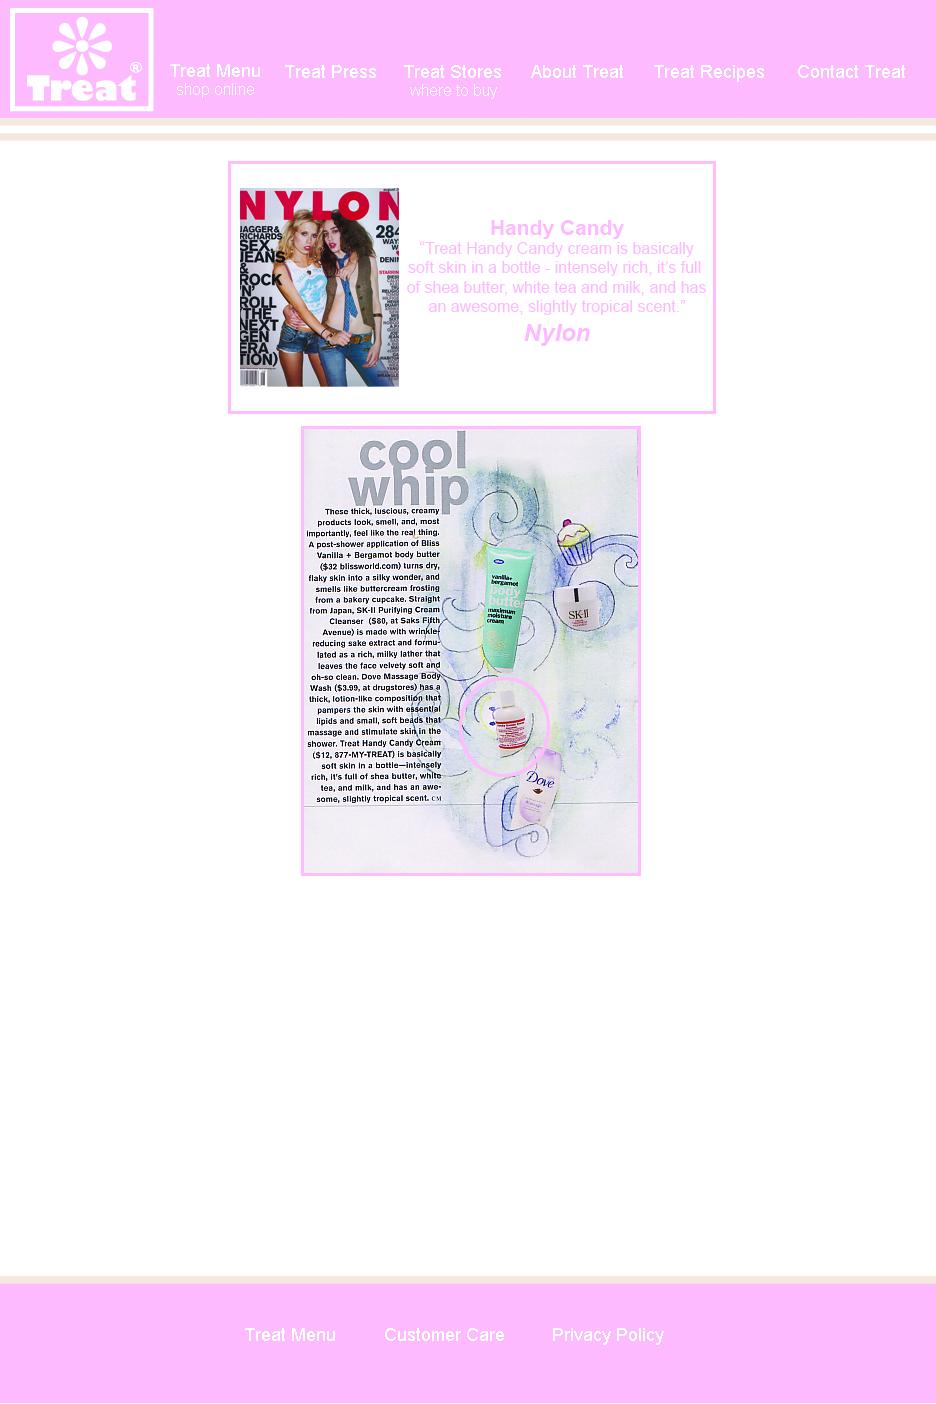 Treat®
Treat Menu
shop online
Treat Press
Treat Stores
where to buy
About Treat
Treat Recipes
Contact Treat
NYLON
JAGGER&
RICHARDS
SEX,
JEANS
&
ROCK
'N'
ROLL
(THE
NEXT
GEN
ERA
TION)
284
Handy Candy
“Treat Handy Candy cream is basically
soft skin in a bottle - intensely rich, it’s full
of shea butter, white tea and milk, and has
an awesome, slightly tropical scent.”
Nylon
cool
whip
These thick, luscious, creamy
products look, smell, and, most
importantly, feel like the real thing.
A post-shower application of Bliss
Vanilla + Bergamot body butter
($32 blissworld.com) turns dry,
flaky skin into a silky wonder, and
smells like buttercream frosting
from a bakery cupcake. Straight
from Japan, SK-II Purifying Cream
Cleanser ($80, at Saks Fifth
Avenue) is made with wrinkle-
reducing sake extract and formu-
lated as a rich, milky lather that
leaves the face velvety soft and
oh-so clean. Dove Massage Body
Wash ($3.99, at drugstores) has a
thick, lotion-like composition that
pampers the skin with essential
lipids and small, soft beads that
massage and stimulate skin in the
shower. Treat Handy Candy Cream
($12, 877-MY-TREAT) is basically
soft skin in a bottle—intensely
rich, it's full of shea butter, white
tea, and milk, and has an awe-
some, slightly tropical scent. CM
vanilla+
bergamot
body
butter
maximum
moisture
cream
SK-II
Dove
Treat Menu
Customer Care
Privacy Policy